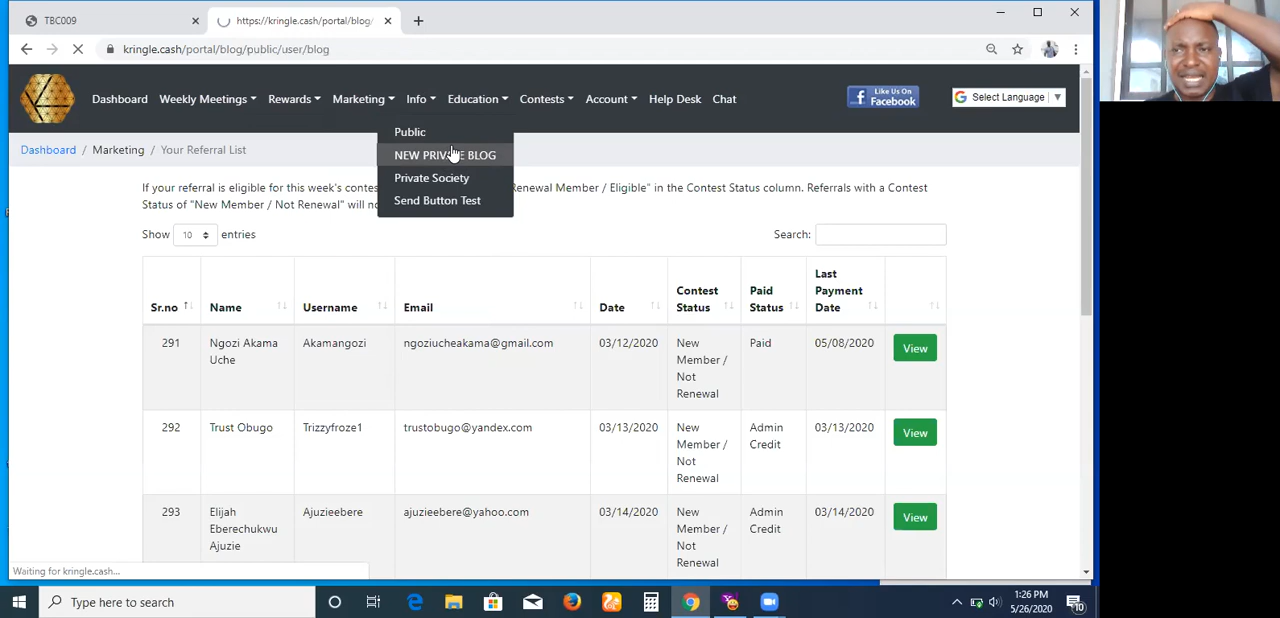 TBC009
https://kringle.cash/portal/blog/
kringle.cash/portal/blog/public/user/blog
Dashboard Weekly Meetings Rewards Marketing Info Education Contests Account Help Desk Chat
Like Us On
Facebook
Select Language
Public
NEW PRIVATE BLOG
Private Society
Send Button Test
Dashboard / Marketing / Your Referral List
If your referral is eligible for this week's contes Renewal Member / Eligible" in the Contest Status column. Referrals with a Contest
Status of "New Member / Not Renewal" will no
Show 10 entries
Search:
Sr.no Name Username Email Date Contest Status Paid Status Last Payment Date
291 Ngozi Akama Uche Akamangozi ngoziucheakama@gmail.com 03/12/2020 New Member / Not Renewal Paid 05/08/2020 View
292 Trust Obugo Trizzyfroze1 trustobugo@yandex.com 03/13/2020 New Member / Not Renewal Admin Credit 03/13/2020 View
293 Elijah Eberechukwu Ajuzie Ajuzieebere ajuzieebere@yahoo.com 03/14/2020 New Member / Not Renewal Admin Credit 03/14/2020 View
Waiting for kringle.cash...
Type here to search
1:26 PM
5/26/2020
10